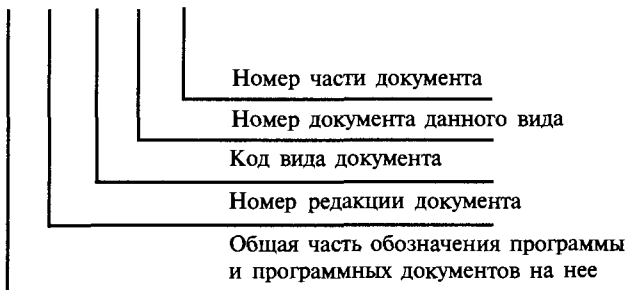 Номер части документа
Номер документа данного вида
Код вида документа
Номер редакции документа
Общая часть обозначения программы
и программных документов на нее